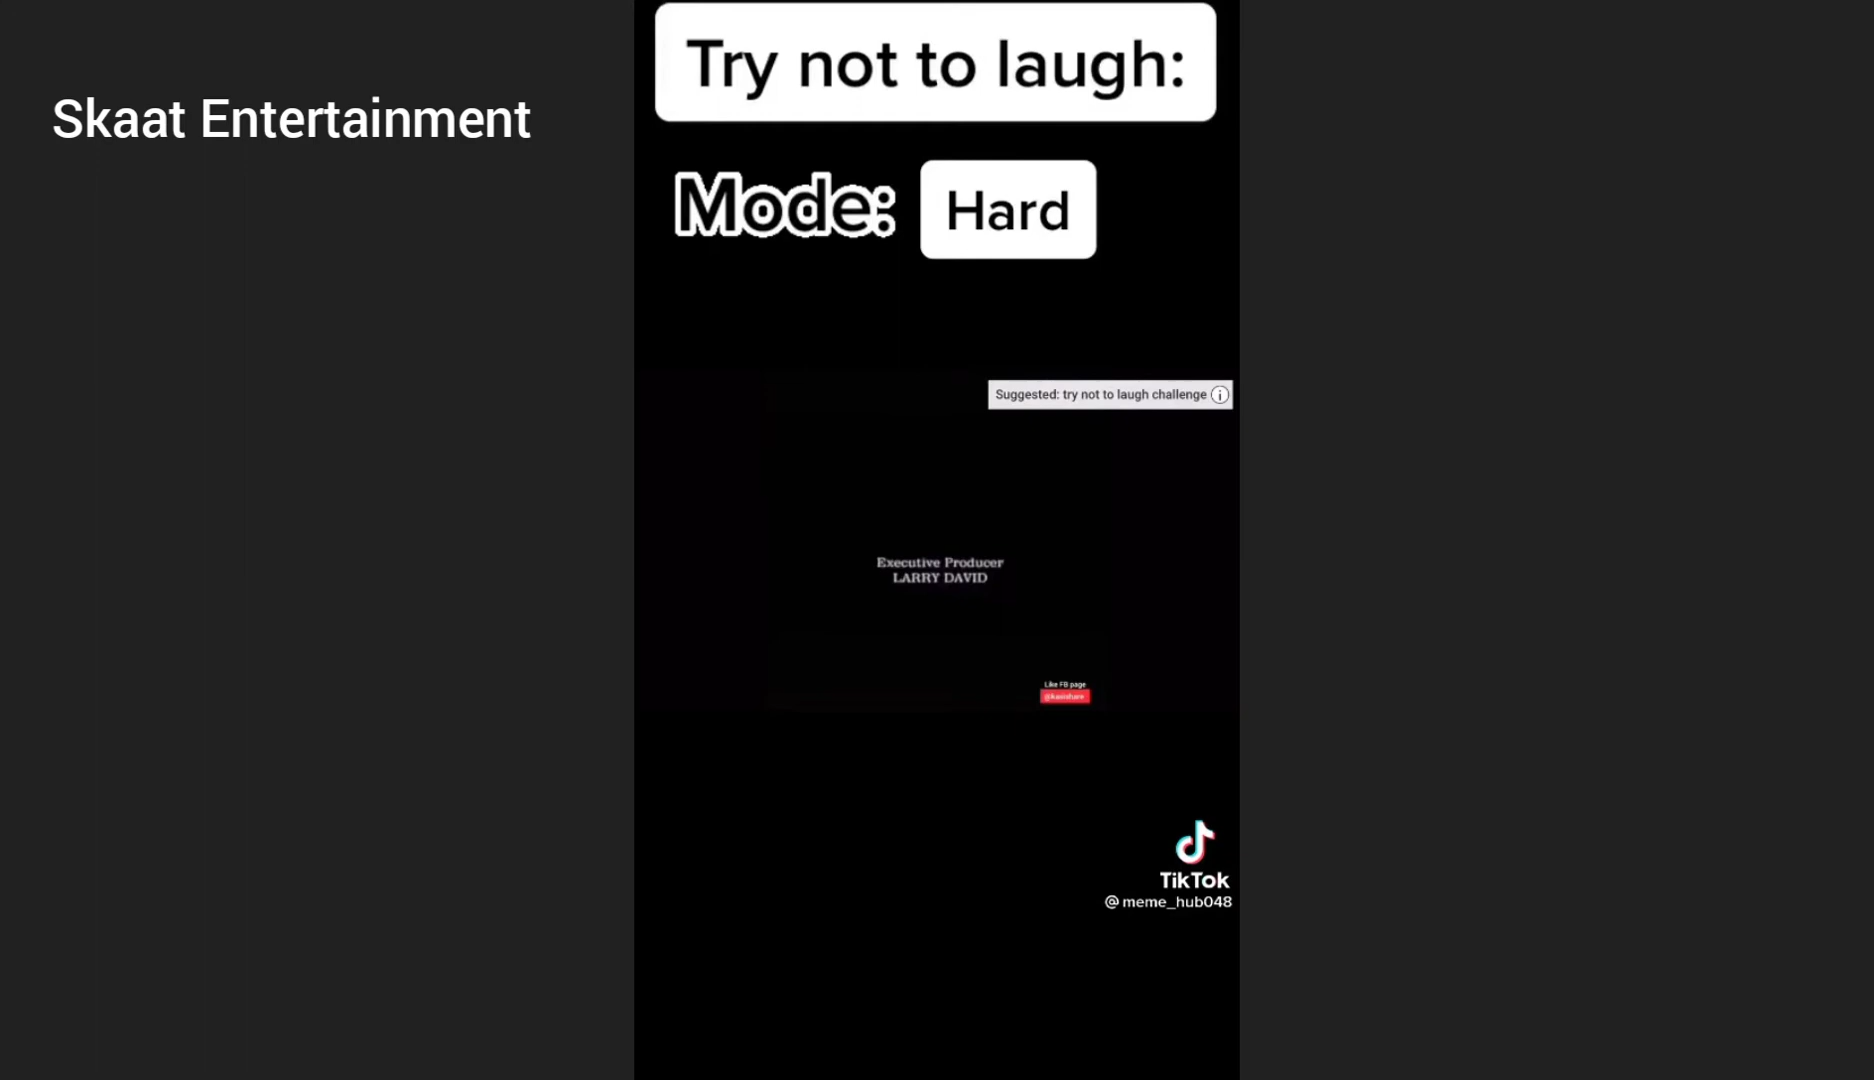 Skaat Entertainment
Try not to laugh:
Mode: Hard
Suggested: try not to laugh challenge
Executive Producer
LARRY DAVID
Like FB page
TikTok
@meme_hub048